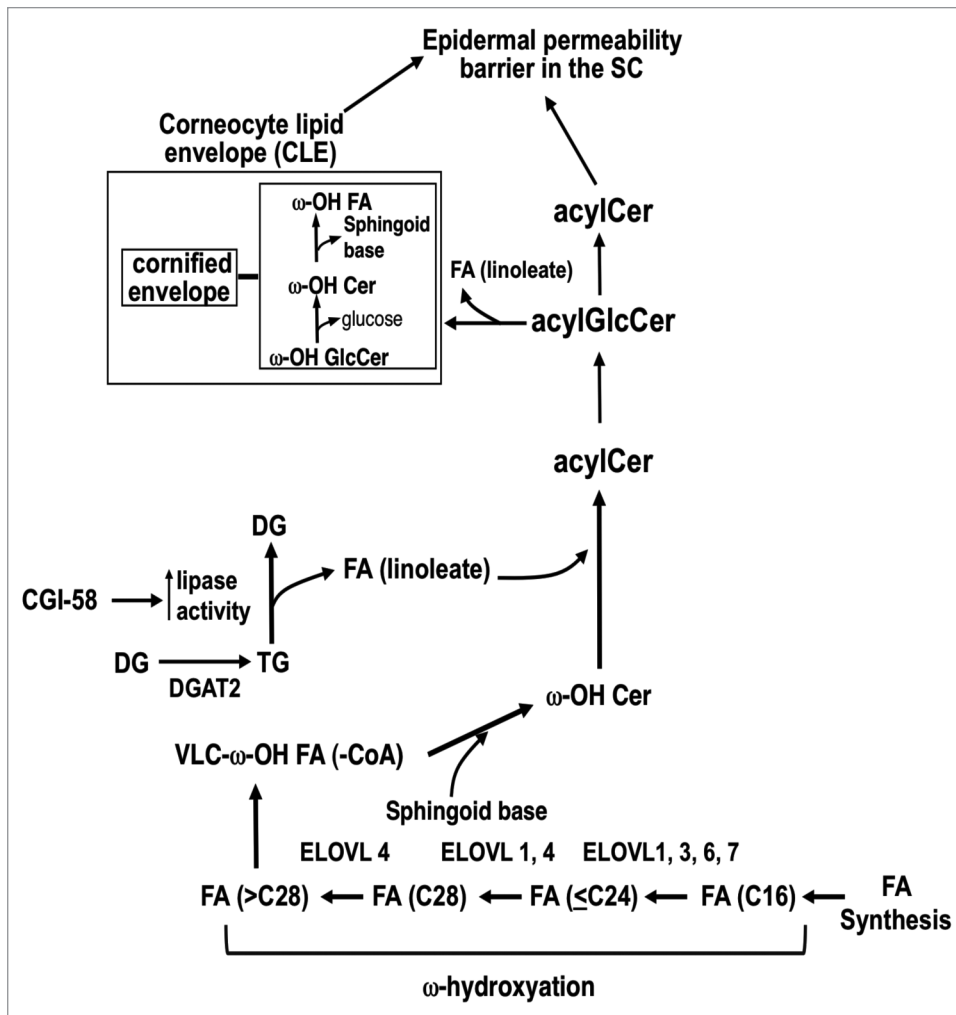 Epidermal permeability
barrier in the SC
Corneocyte lipid
envelope (CLE)
ω-OH FA
Sphingoid
base
cornified
envelope
ω-OH Cer
glucose
ω-OH GlcCer
acylCer
FA (linoleate)
acylGlcCer
acylCer
DG
FA (linoleate)
CGI-58
lipase
activity
DG
TG
DGAT2
ω-OH Cer
VLC-ω-OH FA (-CoA)
Sphingoid base
ELOVL 4 ELOVL 1, 4 ELOVL1, 3, 6, 7
FA (>C28) FA (C28) FA (≤C24) FA (C16) FA
Synthesis
ω-hydroxyation